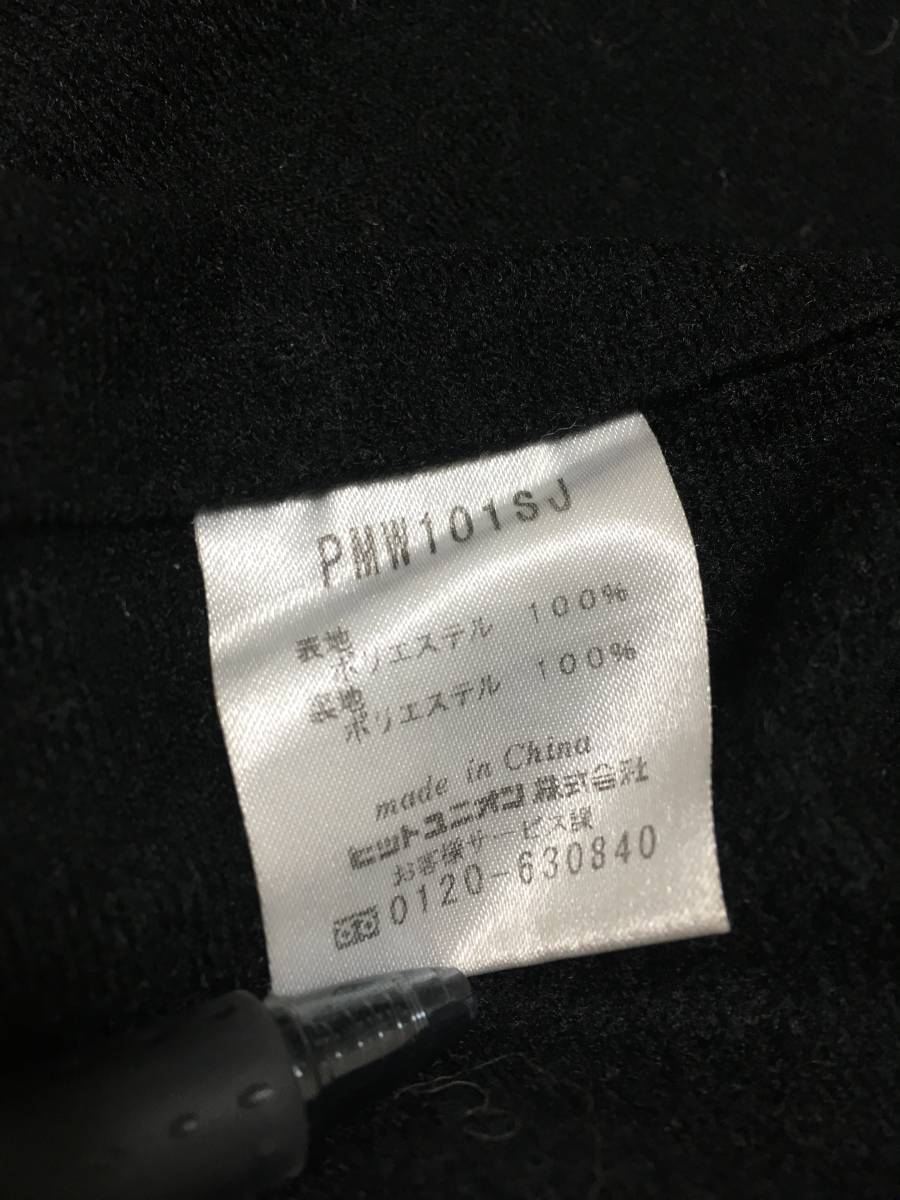 PMW101SJ
表地
ポリエステル 100%
裏地
ポリエステル 100%
made in China
ヒットユニオン株式会社
お客様サービス課
0120-630840